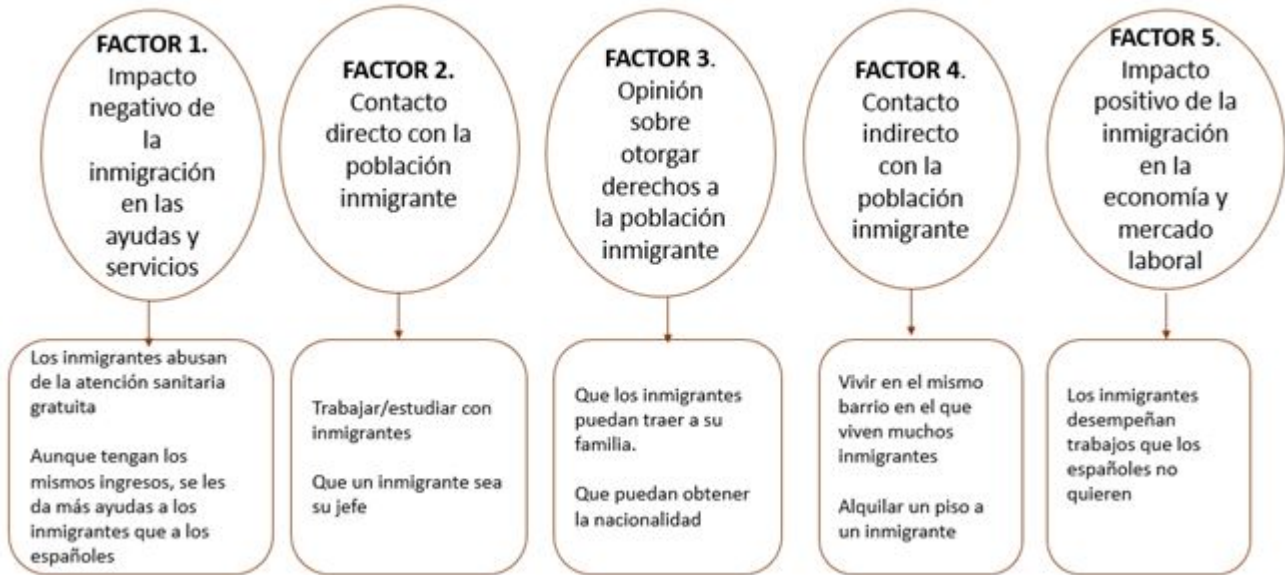 FACTOR 1.
Impacto
negativo de
la
inmigración
en las
ayudas y
servicios
FACTOR 2.
Contacto
directo con la
población
inmigrante
FACTOR 3.
Opinión
sobre
otorgar
derechos a
la población
inmigrante
FACTOR 4.
Contacto
indirecto
con la
población
inmigrante
FACTOR 5.
Impacto
positivo de la
inmigración
en la
economía y
mercado
laboral
Los inmigrantes abusan
de la atención sanitaria
gratuita
Aunque tengan los
mismos ingresos, se les
da más ayudas a los
inmigrantes que a los
españoles
Trabajar/estudiar con
inmigrantes
Que un inmigrante sea
su jefe
Que los inmigrantes
puedan traer a su
familia.
Que puedan obtener
la nacionalidad
Vivir en el mismo
barrio en el que
viven muchos
inmigrantes
Alquilar un piso a
un inmigrante
Los inmigrantes
desempeñan
trabajos que los
españoles no
quieren